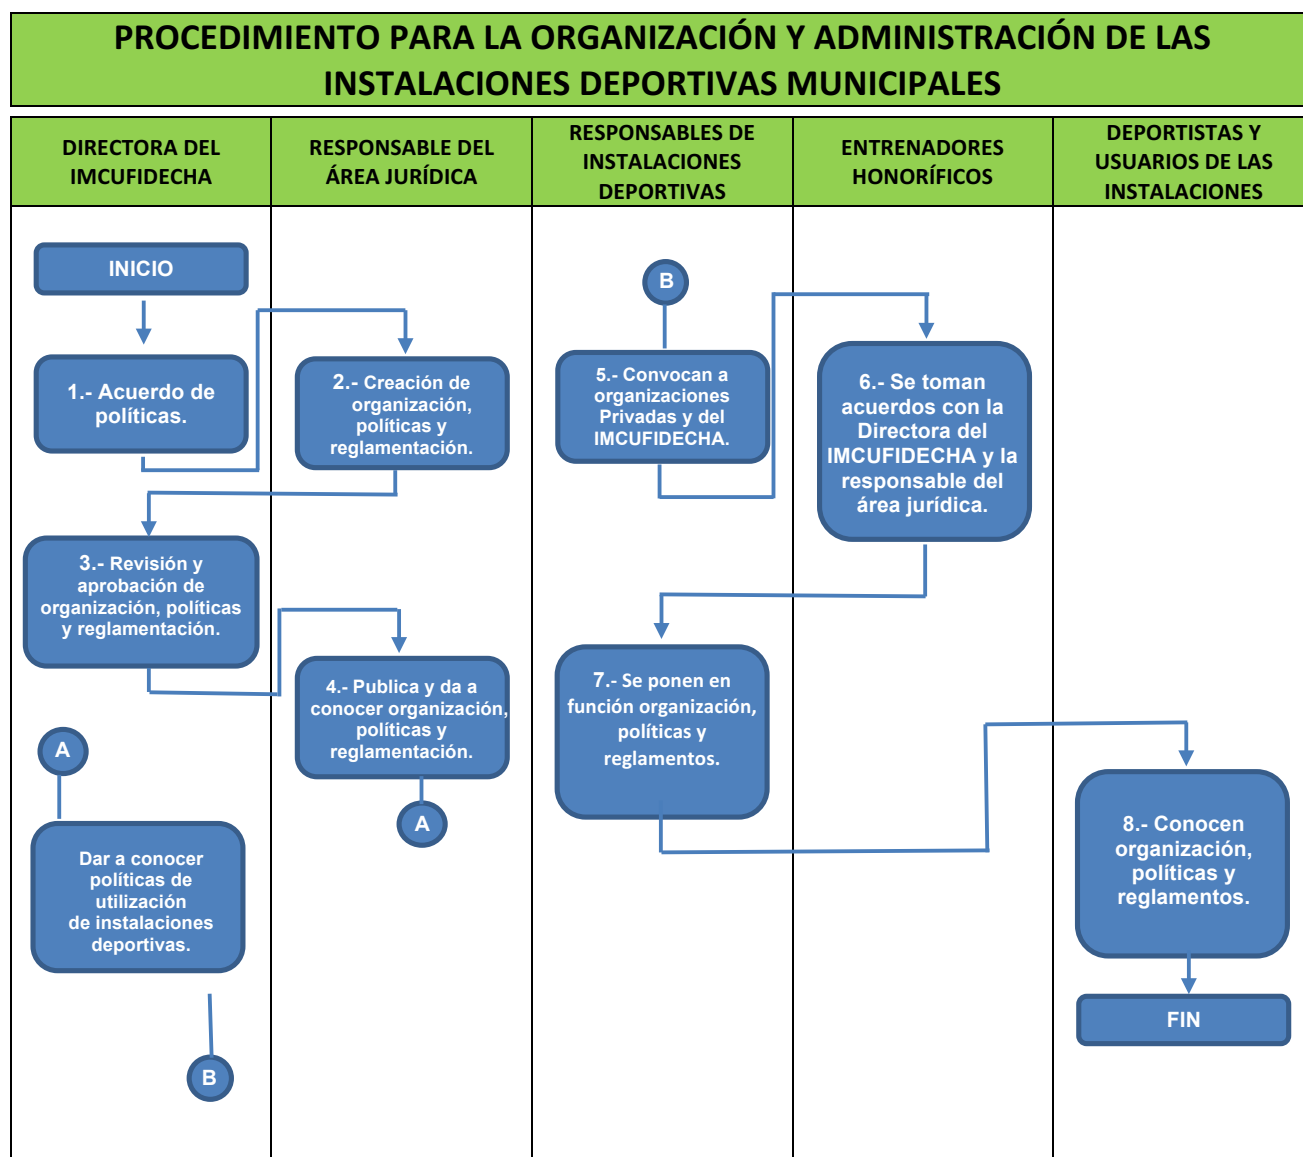 PROCEDIMIENTO PARA LA ORGANIZACIÓN Y ADMINISTRACIÓN DE LAS
INSTALACIONES DEPORTIVAS MUNICIPALES
DIRECTORA DEL
IMCUFIDECHA
RESPONSABLE DEL
ÁREA JURÍDICA
RESPONSABLES DE
INSTALACIONES
DEPORTIVAS
ENTRENADORES
HONORÍFICOS
DEPORTISTAS Y
USUARIOS DE LAS
INSTALACIONES
INICIO
1.- Acuerdo de
políticas.
2.- Creación de
organización,
políticas y
reglamentación.
3.- Revisión y
aprobación de
organización, políticas
y reglamentación.
4.- Publica y da a
conocer organización,
políticas y
reglamentación.
A
A
Dar a conocer
políticas de
utilización
de instalaciones
deportivas.
B
B
5.- Convocan a
organizaciones
Privadas y del
IMCUFIDECHA.
6.- Se toman
acuerdos con la
Directora del
IMCUFIDECHA y la
responsable del
área jurídica.
7.- Se ponen en
función organización,
políticas y
reglamentos.
8.- Conocen
organización,
políticas y
reglamentos.
FIN